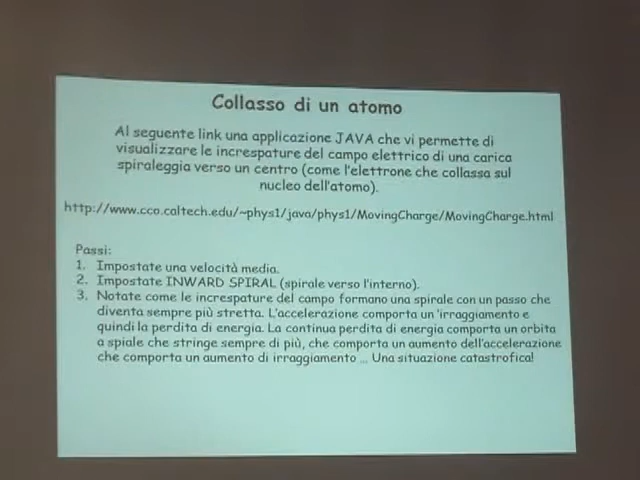 Collasso di un atomo
Al seguente link una applicazione JAVA che vi permette di
visualizzare le increspature del campo elettrico di una carica
spiraleggia verso un centro (come l'elettrone che collassa sul
nucleo dell'atomo).
http://www.cco.caltech.edu/~phys1/java/phys1/MovingCharge/MovingCharge.html
Passi:
1. Impostate una velocità media.
2. Impostate INWARD SPIRAL (spirale verso l'interno).
3. Notate come le increspature del campo formano una spirale con un passo che
diventa sempre più stretta. L'accelerazione comporta un 'irraggiamento e
quindi la perdita di energia. La continua perdita di energia comporta un orbita
a spiale che stringe sempre di più, che comporta un aumento dell'accelerazione
che comporta un aumento di irraggiamento ... Una situazione catastrofica!